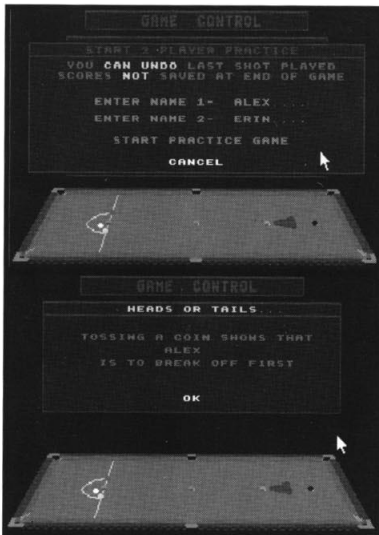 GAME CONTROL
START 2-PLAYER PRACTICE
YOU CAN UNDO LAST SHOT PLAYED
SCORES NOT SAVED AT END OF GAME
ENTER NAME 1- ALEX ....
ENTER NAME 2- ERIN ....
START PRACTICE GAME
CANCEL
GAME CONTROL
HEADS OR TAILS
TOSSING A COIN SHOWS THAT
ALEX
IS TO BREAK OFF FIRST
OK